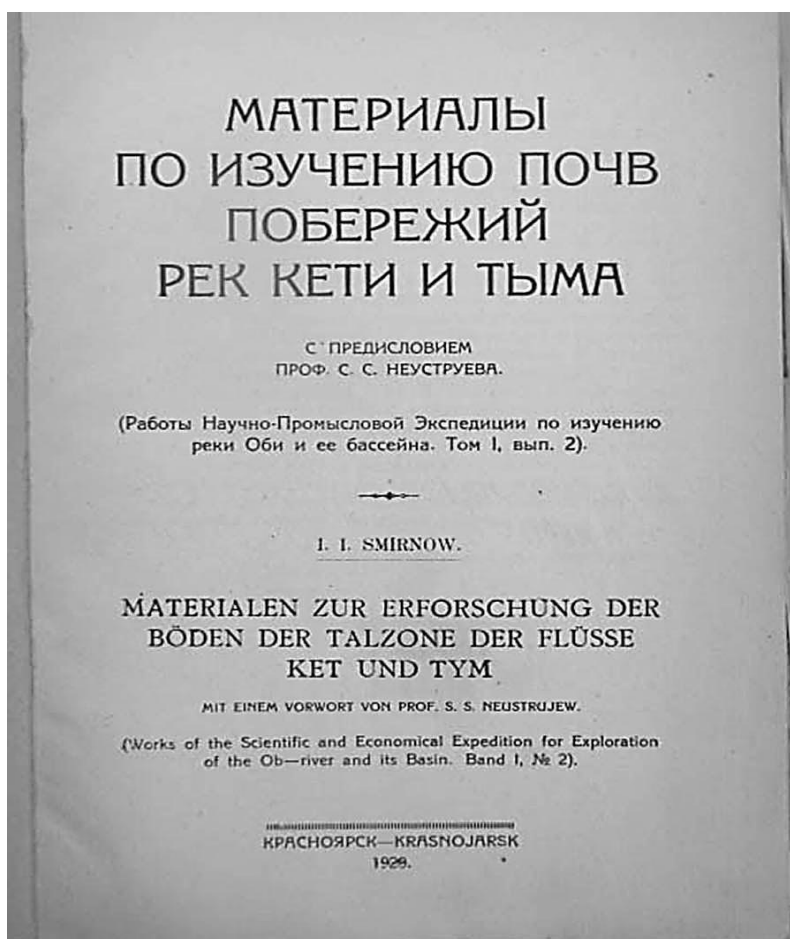 МАТЕРИАЛЫ
ПО ИЗУЧЕНИЮ ПОЧВ
ПОБЕРЕЖИЙ
РЕК КЕТИ И ТЫМА
С ПРЕДИСЛОВИЕМ
ПРОФ. С. С. НЕУСТРУЕВА.
(Работы Научно-Промысловой Экспедиции по изучению
реки Оби и ее бассейна. Том I, вып. 2).
I. I. SMIRNOW.
MATERIALEN ZUR ERFORSCHUNG DER
BÖDEN DER TALZONE DER FLÜSSE
KET UND TYM
MIT EINEM VORWORT VON PROF. S. S. NEUSTRUJEW.
(Works of the Scientific and Economical Expedition for Exploration
of the Ob—river and its Basin. Band I, № 2).
КРАСНОЯРСК—KRASNOJARSK